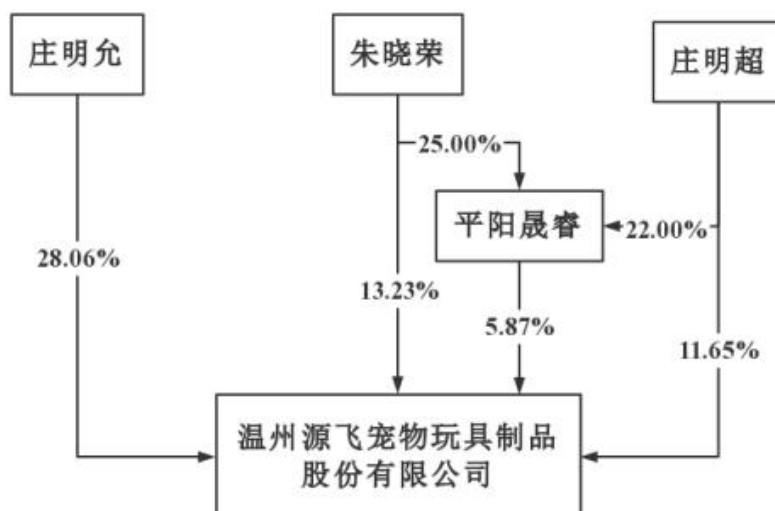 庄明允
朱晓荣
庄明超
25.00%
平阳晟睿
22.00%
28.06%
13.23%
5.87%
11.65%
温州源飞宠物玩具制品
股份有限公司